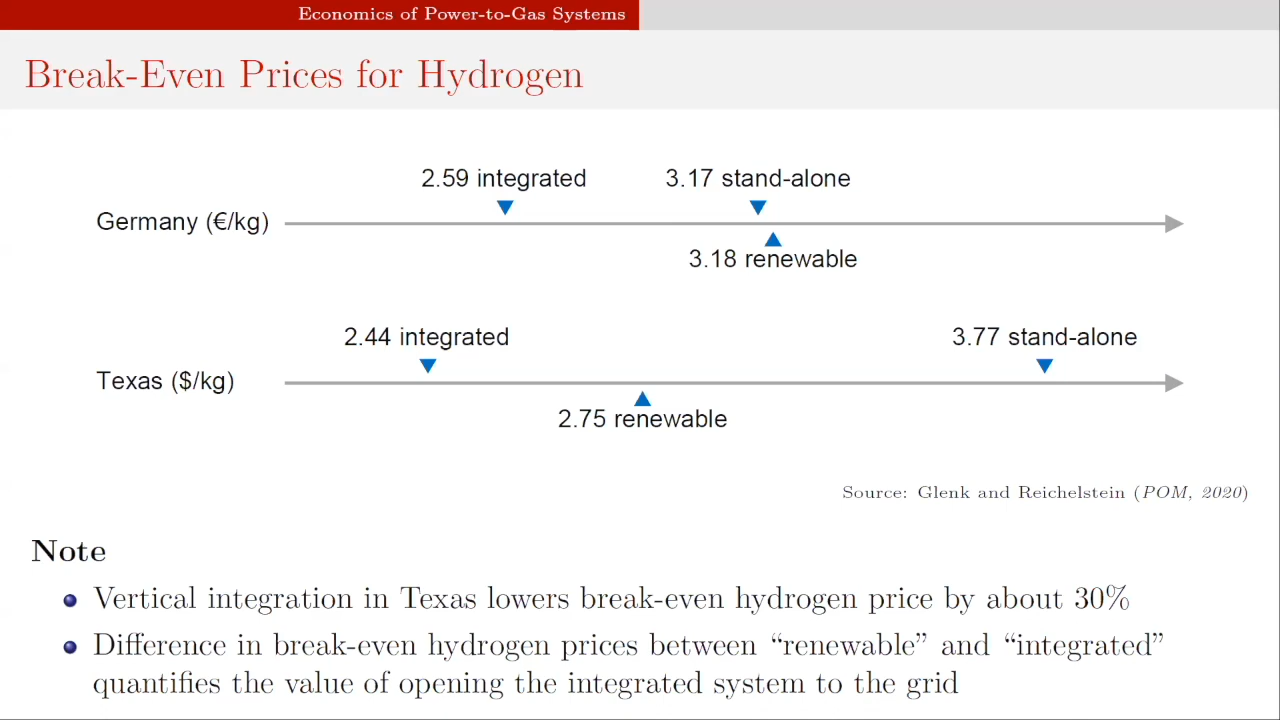 Economics of Power-to-Gas Systems
Break-Even Prices for Hydrogen
2.59 integrated
3.17 stand-alone
Germany (€/kg)
3.18 renewable
2.44 integrated
3.77 stand-alone
Texas ($/kg)
2.75 renewable
Source: Glenk and Reichelstein (POM, 2020)
Note
Vertical integration in Texas lowers break-even hydrogen price by about 30%
Difference in break-even hydrogen prices between “renewable” and “integrated”
quantifies the value of opening the integrated system to the grid